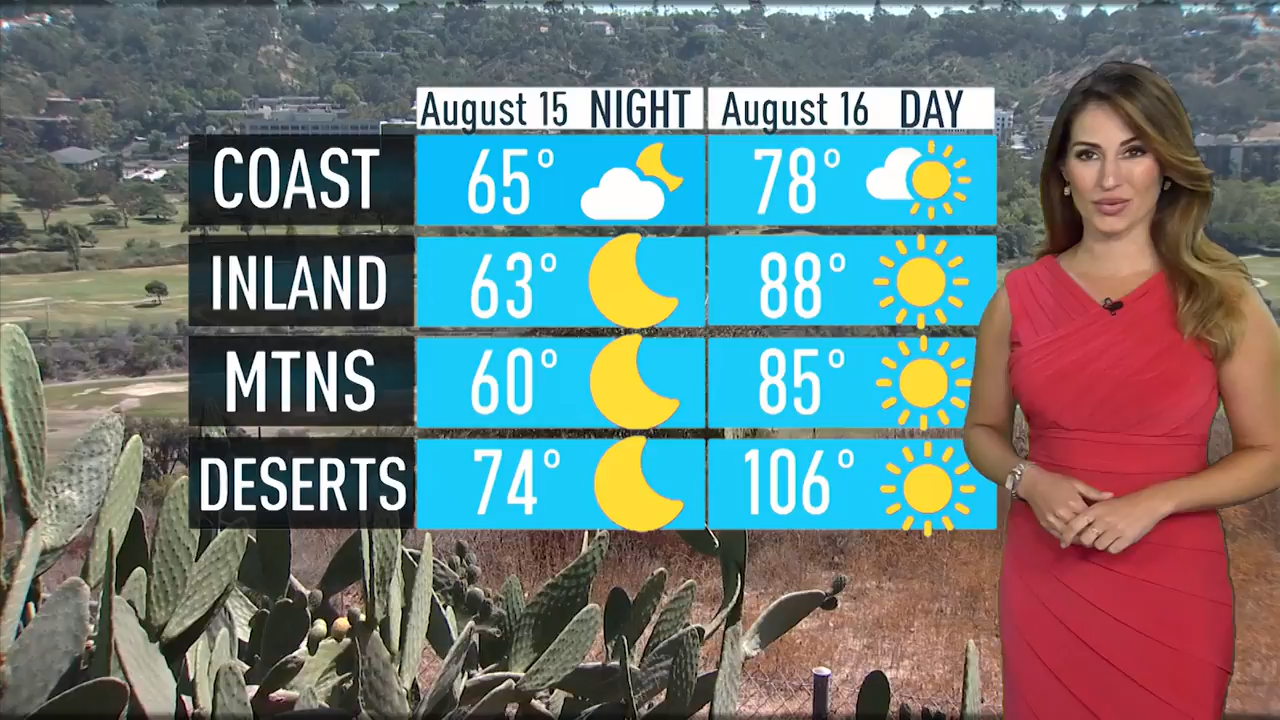 August 15 NIGHT August 16 DAY
COAST 65° 78°
INLAND 63° 88°
MTNS 60° 85°
DESERTS 74° 106°